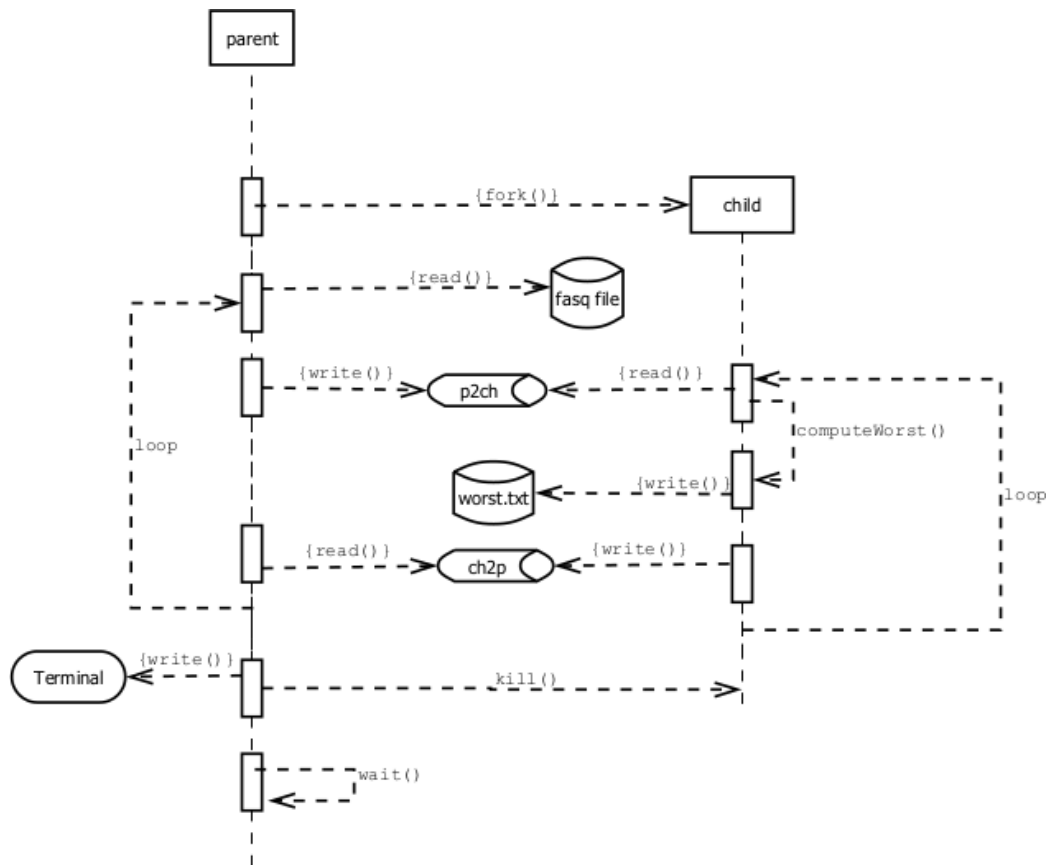 parent
{fork()}
child
{read()}
fasq file
{write()}
p2ch
{read()}
computeWorst()
loop
{write()}
worst.txt
loop
{read()}
ch2p
{write()}
{write()}
Terminal
kill()
wait()